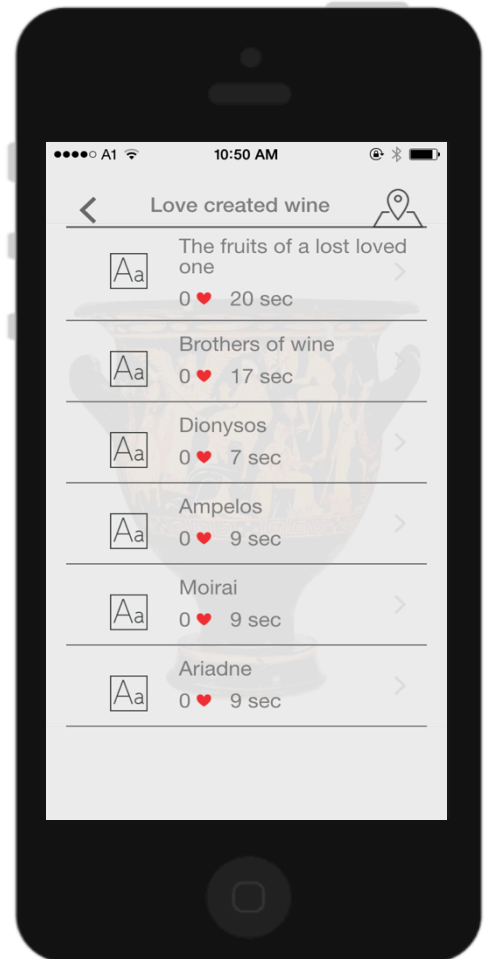 A1 10:50 AM
Love created wine
The fruits of a lost loved
one
Aa
0 20 sec
Brothers of wine
Aa
0 17 sec
Dionysos
Aa
0 7 sec
Ampelos
Aa
0 9 sec
Moirai
Aa
0 9 sec
Ariadne
Aa
0 9 sec